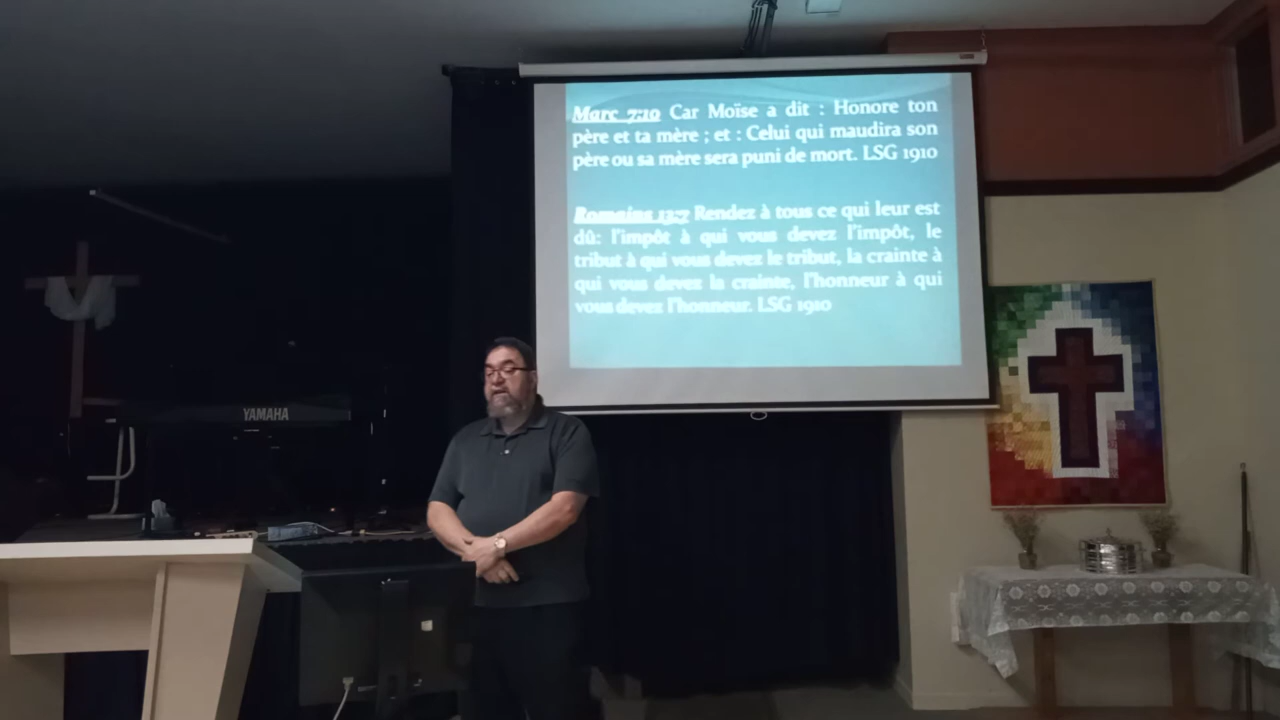 Marc 7:10 Car Moïse a dit : Honore ton
père et ta mère ; et : Celui qui maudira son
père ou sa mère sera puni de mort. LSG 1910
Romains 13:7 Rendez à tous ce qui leur est
dû: l'impôt à qui vous devez l'impôt, le
tribut à qui vous devez le tribut, la crainte à
qui vous devez la crainte, l'honneur à qui
vous devez l'honneur. LSG 1910
YAMAHA